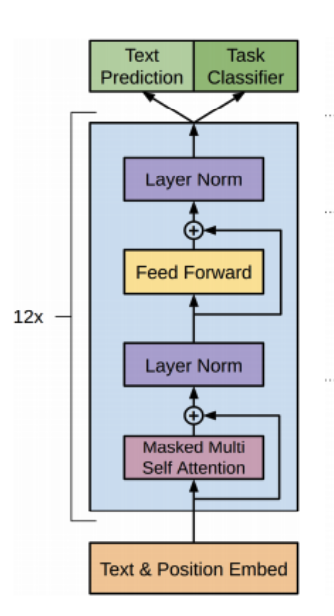 Text
Prediction
Task
Classifier
Layer Norm
Feed Forward
12x
Layer Norm
Masked Multi
Self Attention
Text & Position Embed